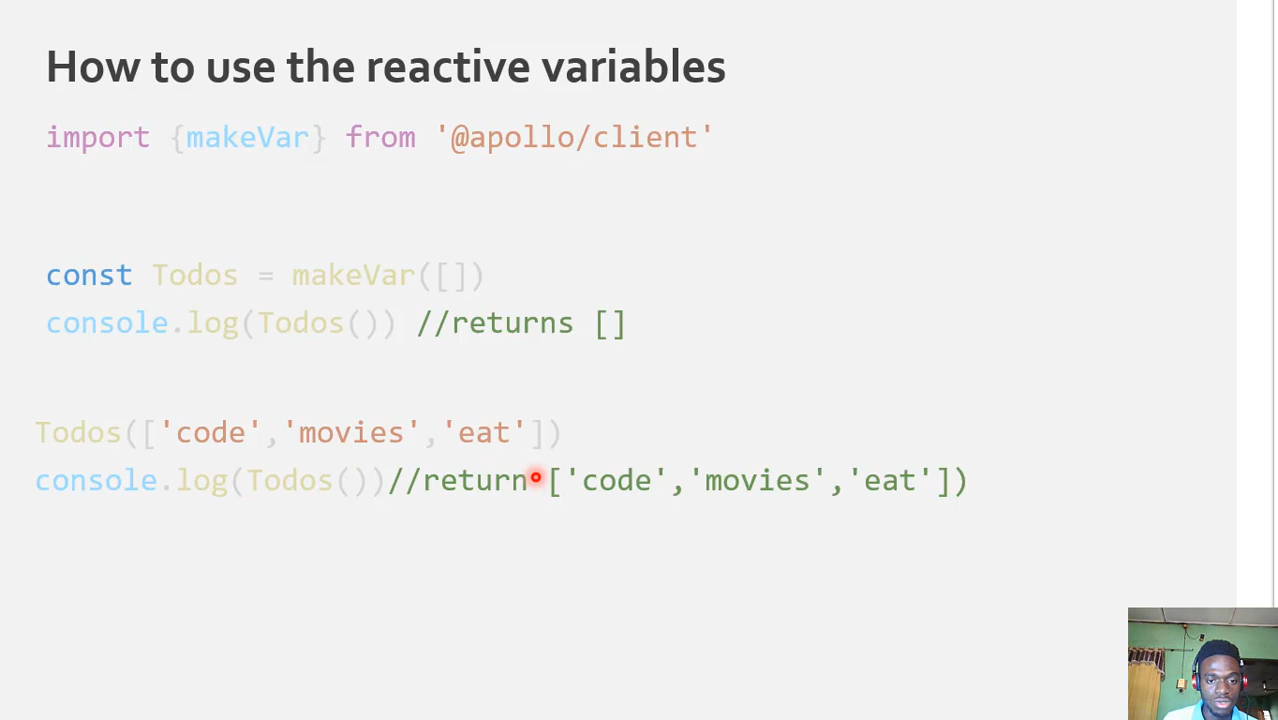 How to use the reactive variables
import {makeVar} from '@apollo/client'
const Todos = makeVar([])
console.log(Todos()) //returns []
Todos(['code','movies','eat'])
console.log(Todos())//return ['code','movies','eat'])